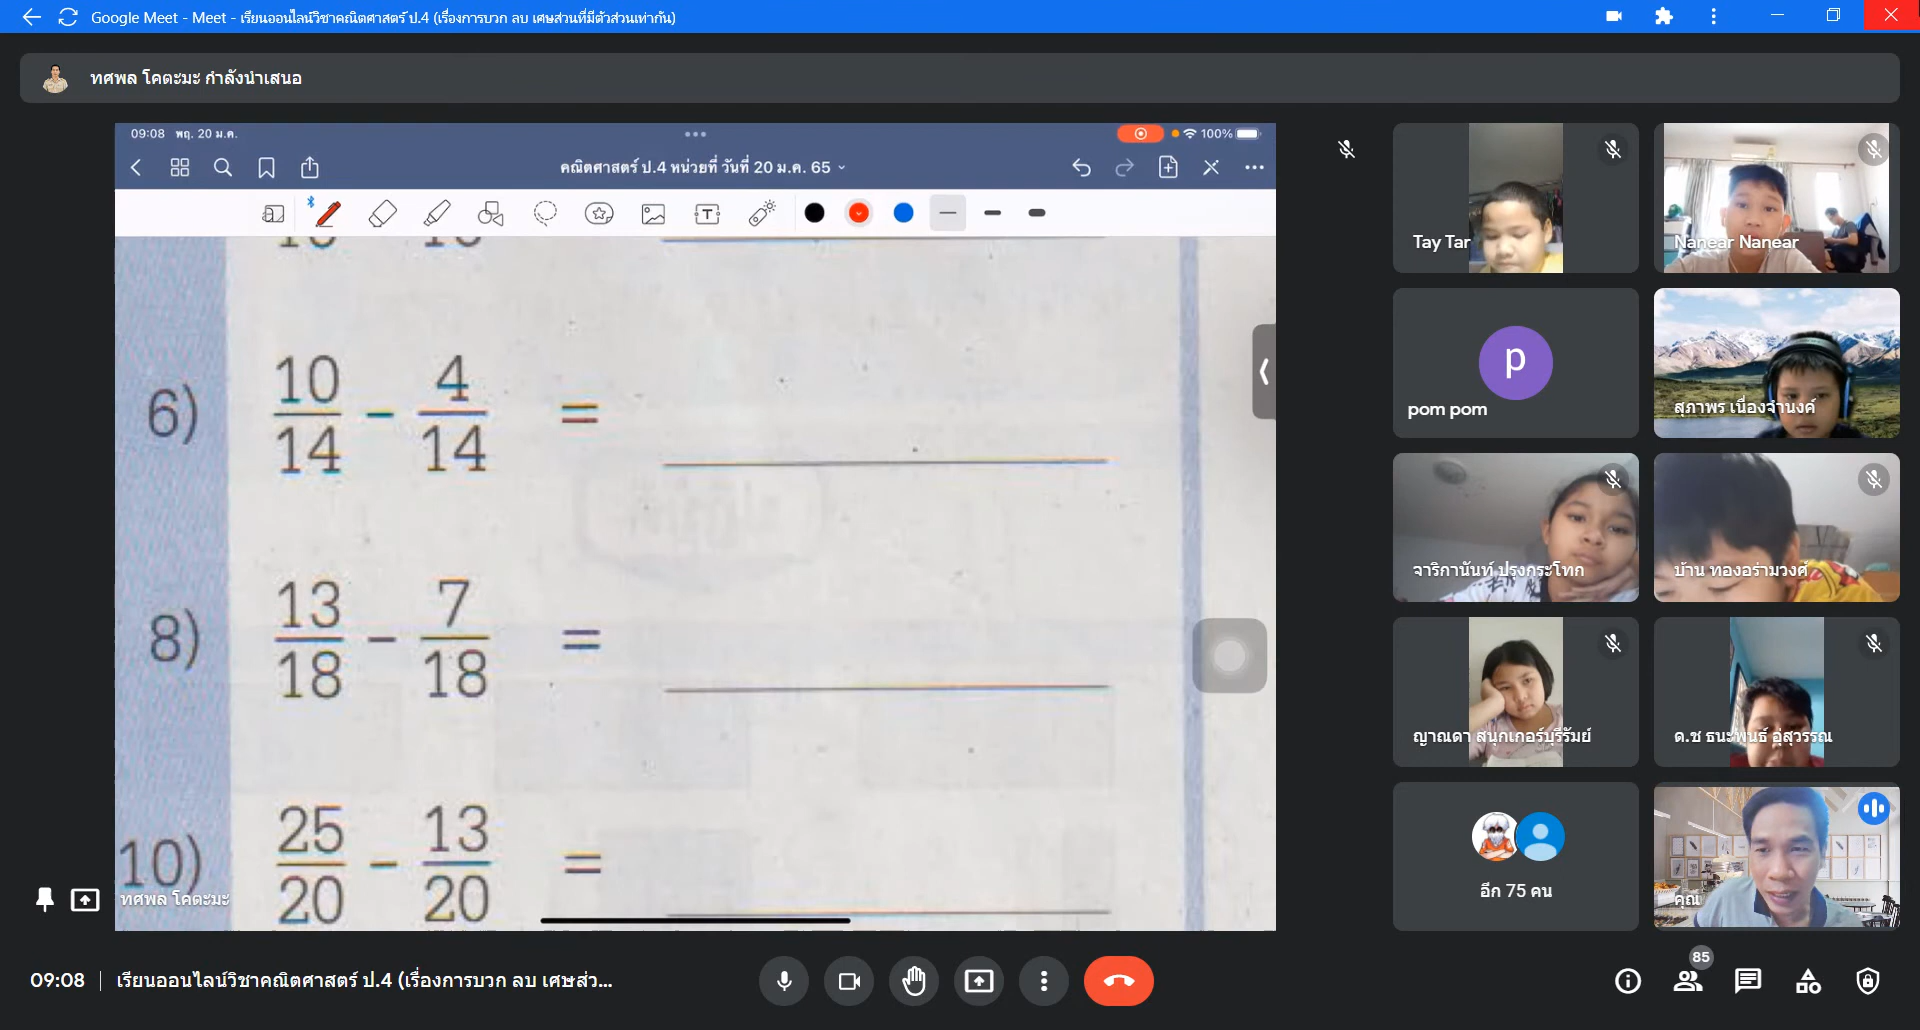 Google Meet - Meet - เรียนออนไลน์วิชาคณิตศาสตร์ ป.4 (เรื่องการบวก ลบ เศษส่วนที่มีตัวส่วนเท่ากัน)
ทศพล โคตะมะ กำลังนำเสนอ
09:08 พฤ. 20 ม.ค.
100%
คณิตศาสตร์ ป.4 หน่วยที่ วันที่ 20 ม.ค. 65
6) 10/14 - 4/14 =
8) 13/18 - 7/18 =
10) 25/20 - 13/20 =
ทศพล โคตะมะ
Tay Tar
Nanear Nanear
p
pom pom
สุภาพร เนื่องจำนงค์
จาริกานันท์ ปรุงกระโทก
บ้าน ทองอร่ามวงศ์
ญาณดา สนุกเกอร์บุรีรัมย์
ด.ช ธนะพันธ์ อุ่สุวรรณ
อีก 75 คน
คุณ
09:08 | เรียนออนไลน์วิชาคณิตศาสตร์ ป.4 (เรื่องการบวก ลบ เศษส่ว...
85